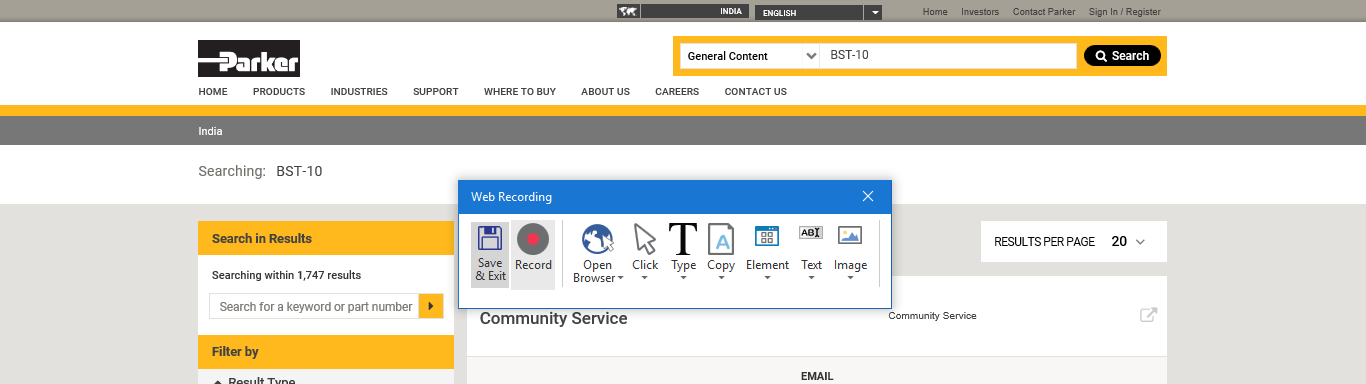 INDIA
ENGLISH
Home Investors Contact Parker Sign In / Register
Parker
General Content
BST-10
Search
HOME PRODUCTS INDUSTRIES SUPPORT WHERE TO BUY ABOUT US CAREERS CONTACT US
India
Searching: BST-10
Web Recording
Save & Exit
Record
Open Browser
Click
Type
Copy
Element
Text
Image
Search in Results
Searching within 1,747 results
Search for a keyword or part number
Filter by
Result Type
RESULTS PER PAGE 20
Community Service
Community Service
EMAIL